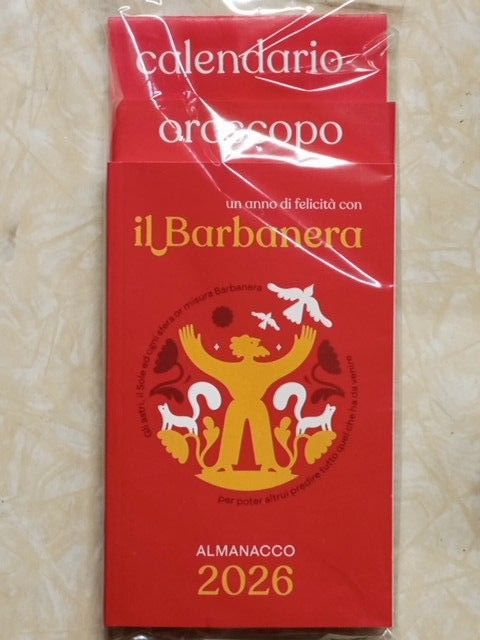 calendario
oroscopo
un anno di felicità con
il Barbanera
Gli astri, il Sole ed ogni sfera or misura Barbanera
per poter altrui predire tutto quel che ha da venire
ALMANACCO
2026